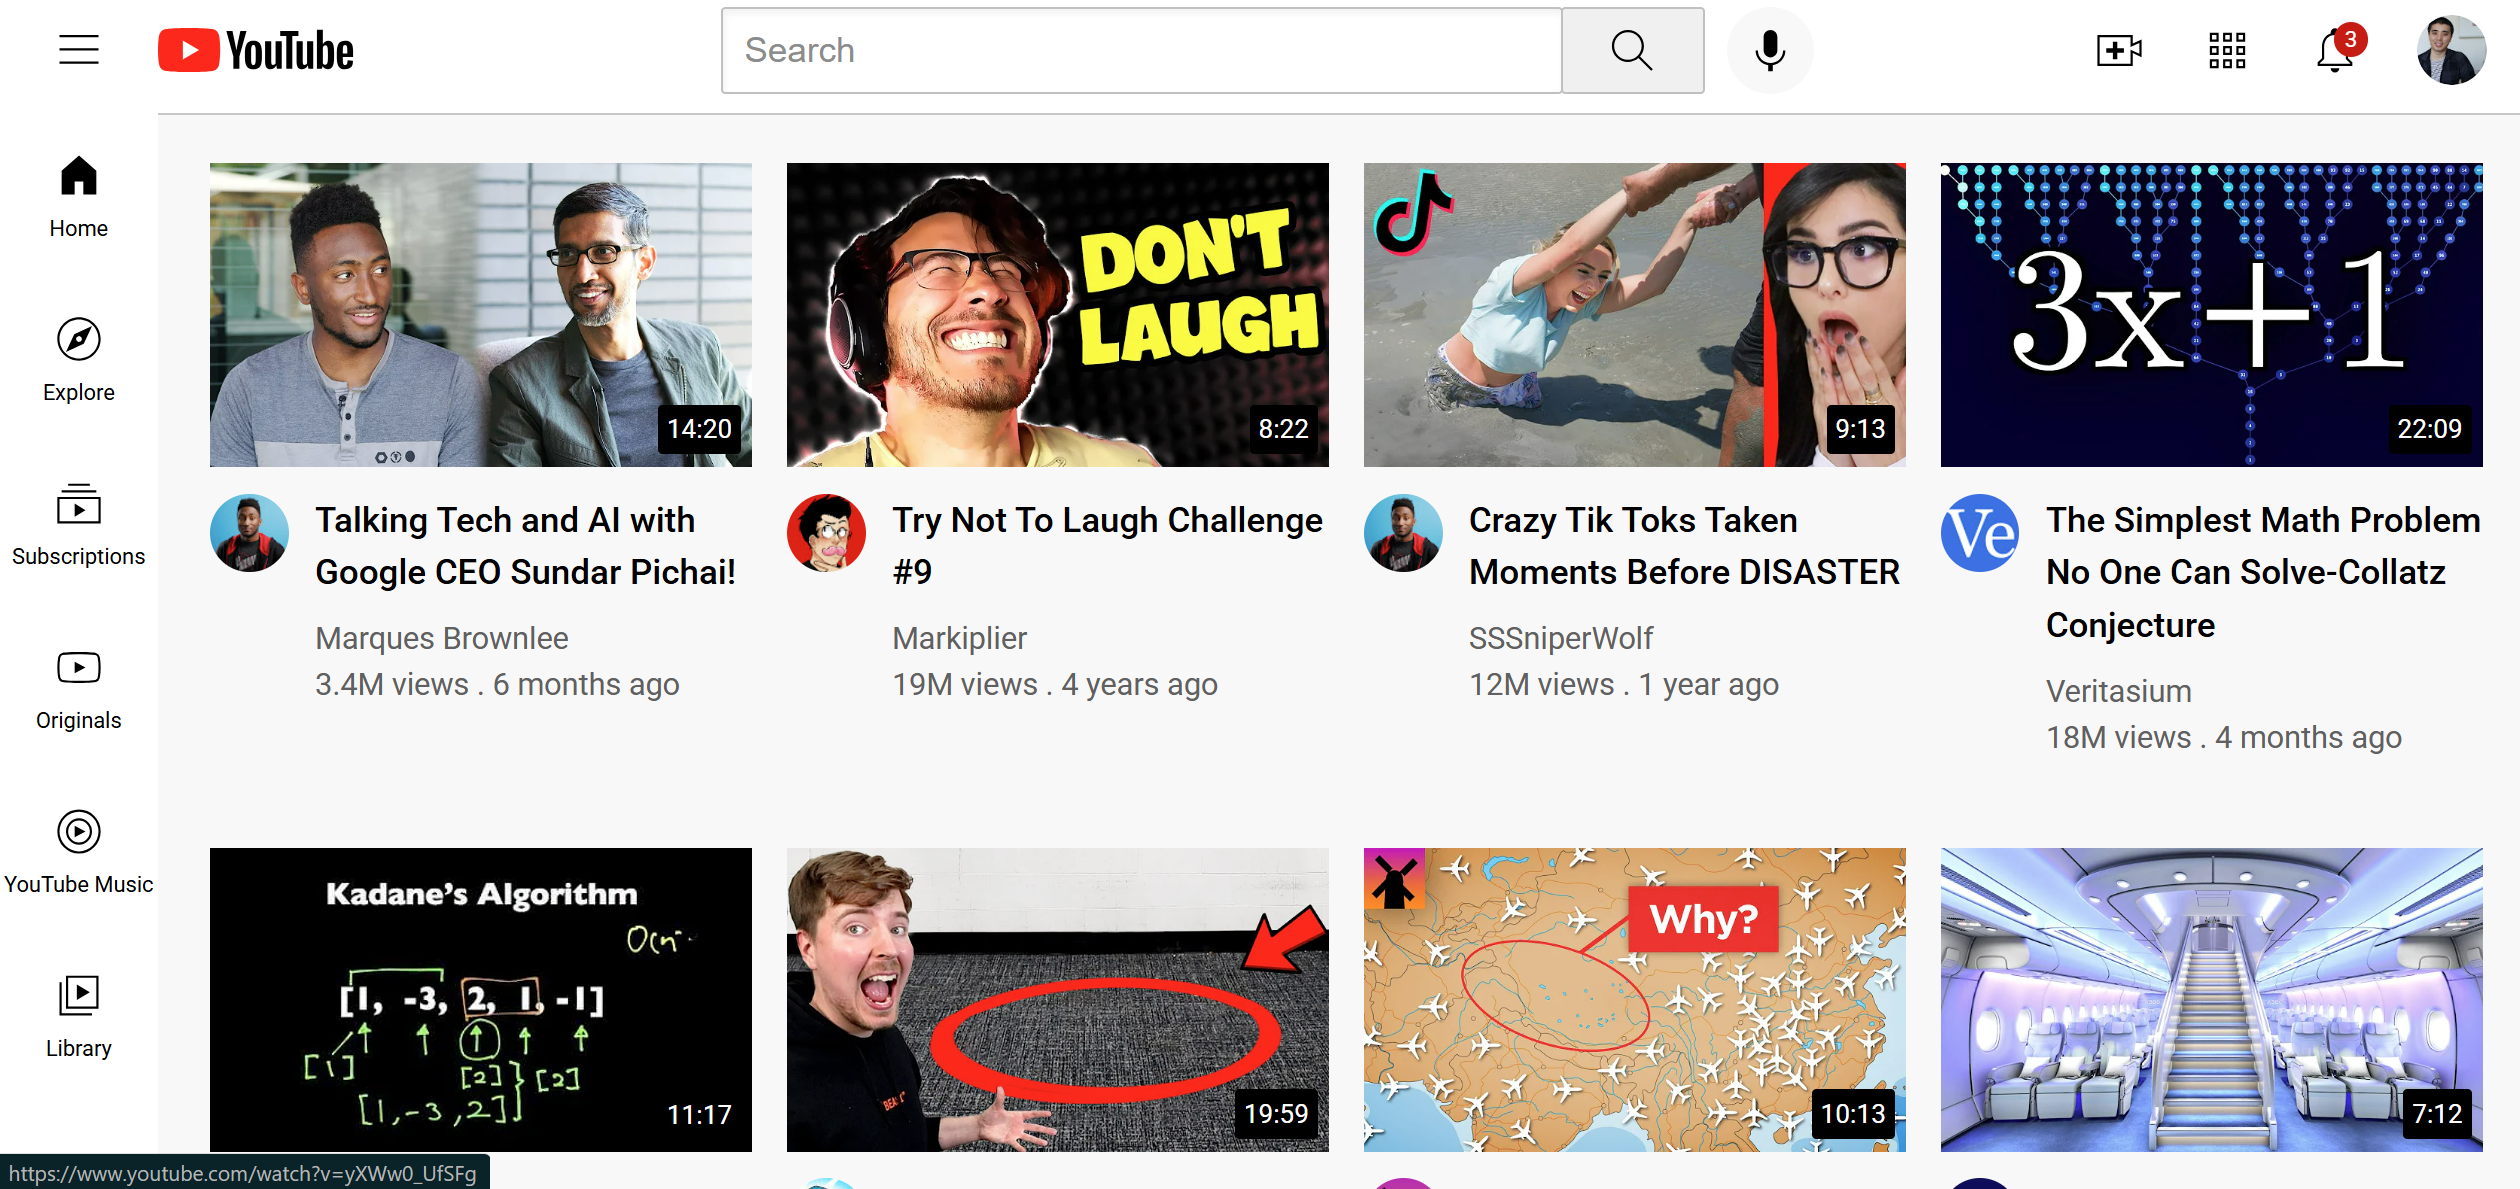 YouTube
Search
3
Home
Explore
Subscriptions
Originals
YouTube Music
Library
DON'T
LAUGH
3x+1
14:20
8:22
9:13
22:09
Talking Tech and AI with
Google CEO Sundar Pichai!
Marques Brownlee
3.4M views . 6 months ago
Try Not To Laugh Challenge
#9
Markiplier
19M views . 4 years ago
Crazy Tik Toks Taken
Moments Before DISASTER
SSSniperWolf
12M views . 1 year ago
Ve
The Simplest Math Problem
No One Can Solve-Collatz
Conjecture
Veritasium
18M views . 4 months ago
Kadane's Algorithm
[1, -3, 2, 1, -1]
[1]
[2]
[2]
[1,-3,2]
11:17
19:59
Why?
10:13
7:12
https://www.youtube.com/watch?v=yXWw0_UfSFg